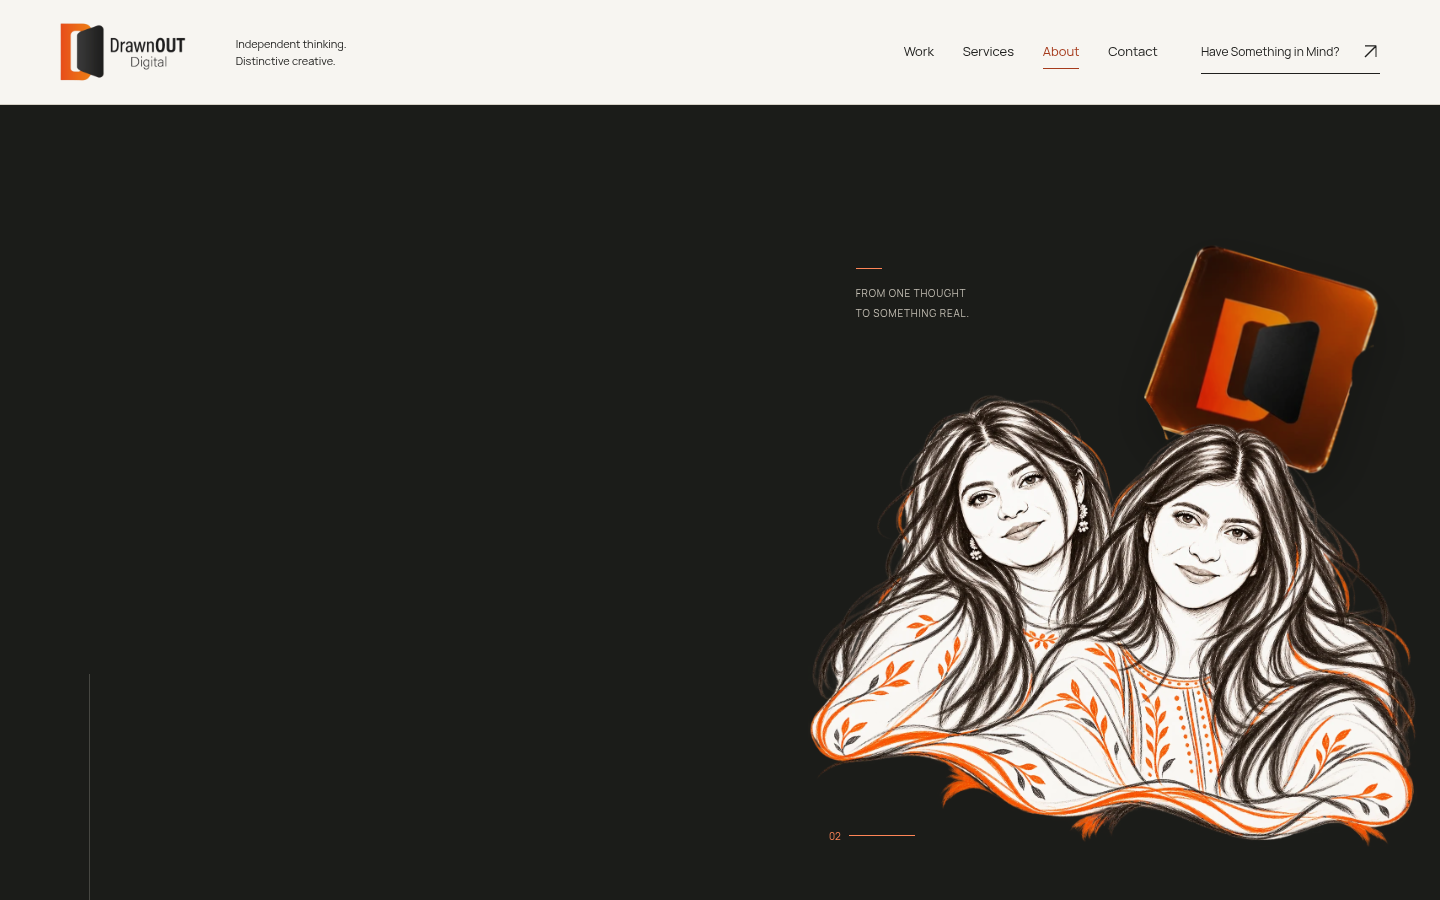 DrawnOUT
Digital
Independent thinking.
Distinctive creative.
Work
Services
About
Contact
Have Something in Mind?
FROM ONE THOUGHT
TO SOMETHING REAL.
02